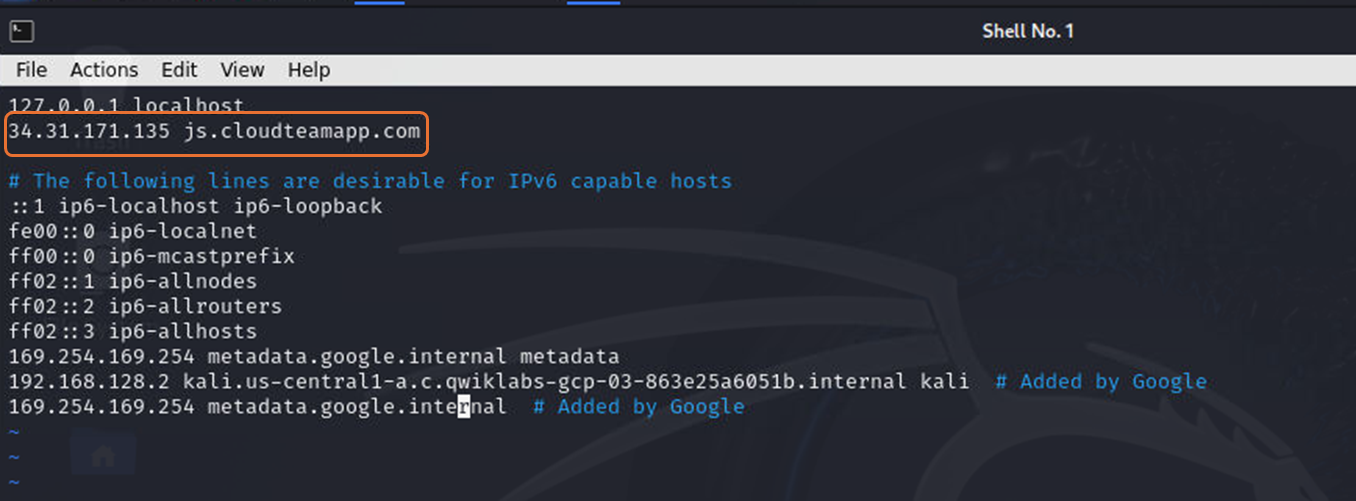 Shell No. 1
File Actions Edit View Help
127.0.0.1 localhost
34.31.171.135 js.cloudteamapp.com
# The following lines are desirable for IPv6 capable hosts
::1 ip6-localhost ip6-loopback
fe00::0 ip6-localnet
ff00::0 ip6-mcastprefix
ff02::1 ip6-allnodes
ff02::2 ip6-allrouters
ff02::3 ip6-allhosts
169.254.169.254 metadata.google.internal metadata
192.168.128.2 kali.us-central1-a.c.qwiklabs-gcp-03-863e25a6051b.internal kali # Added by Google
169.254.169.254 metadata.google.internal # Added by Google
~
~
~